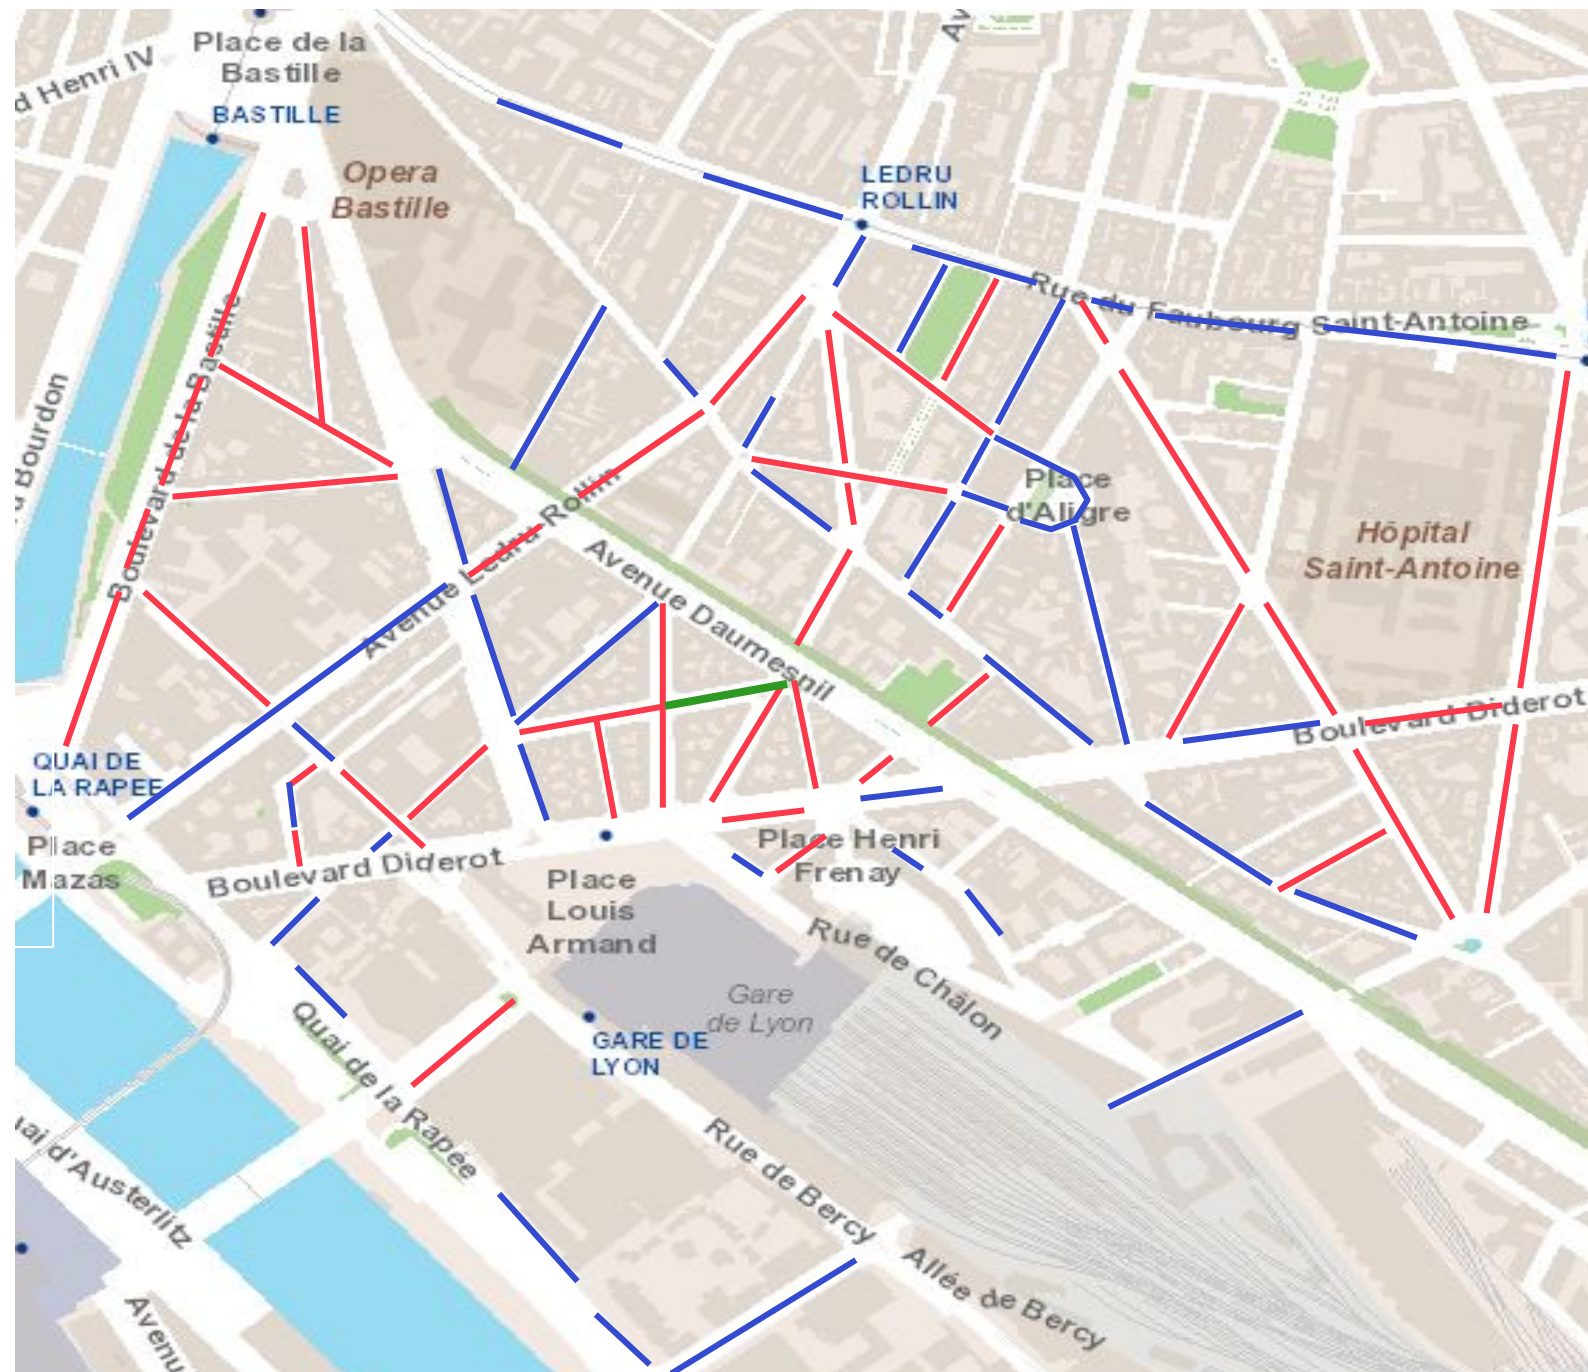 Place de la
Bastille
d Henri IV
BASTILLE
Av
Opera
Bastille
LEDRU
ROLLIN
Rue du Faubourg Saint-Antoine
Boulevard de la Bastille
Bourdon
Place
d'Aligre
Hôpital
Saint-Antoine
Avenue Ledru-Rollin
Avenue Daumesnil
Boulevard Diderot
QUAI DE
LA RAPEE
Place
Mazas
Boulevard Diderot
Place Henri
Frenay
Place
Louis
Armand
Rue de Châlon
Gare
de Lyon
GARE DE
LYON
Quai de la Rapée
uai d'Austerlitz
Rue de Bercy
Allée de Bercy
Avenu